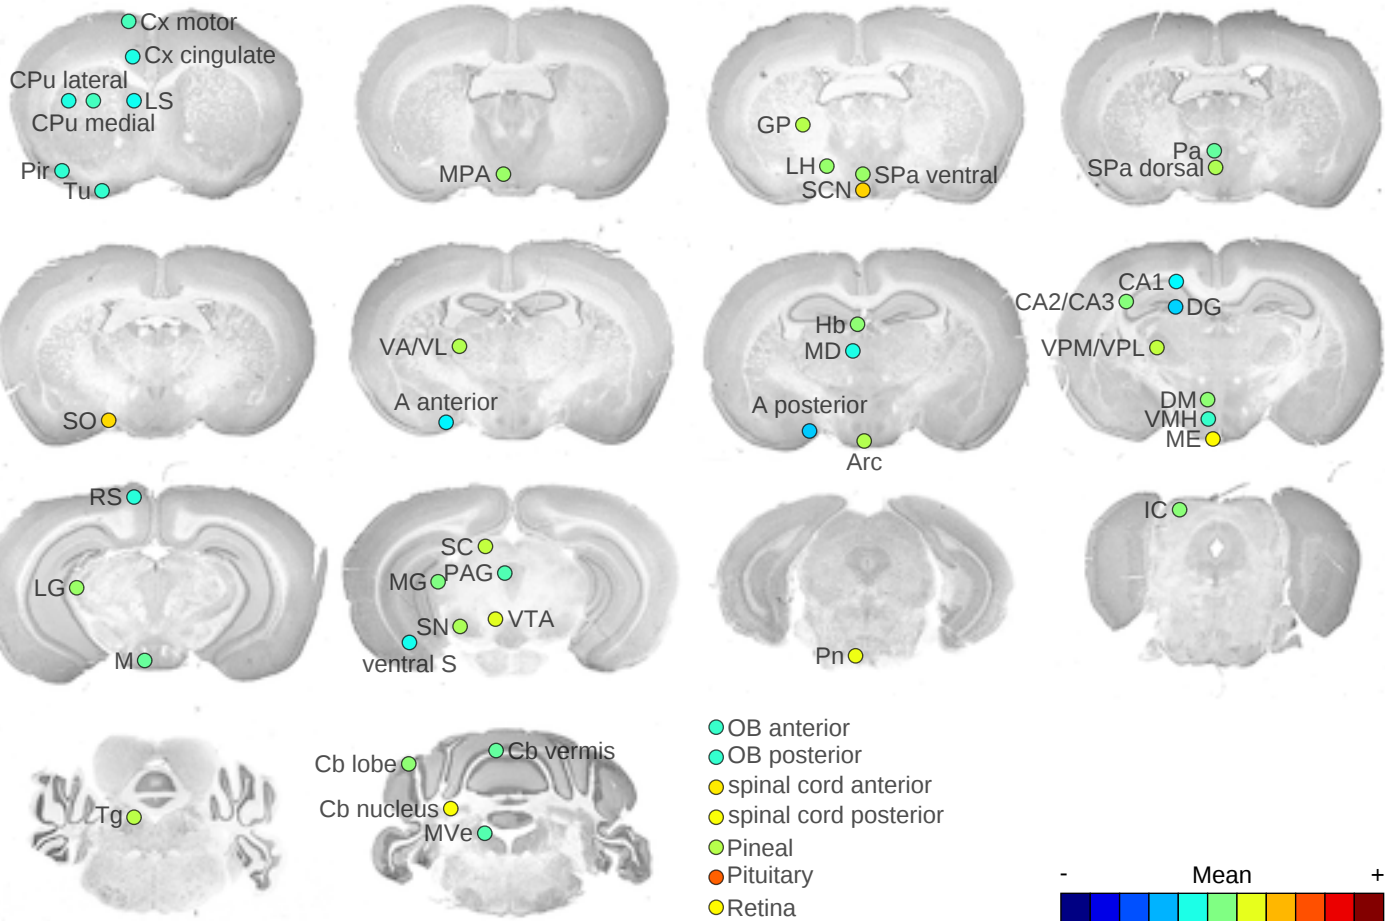 Cx motor
Cx cingulate
CPu lateral
LS
CPu medial
Pir
Tu
MPA
GP
LH
SPa ventral
SCN
Pa
SPa dorsal
SO
VA/VL
A anterior
Hb
MD
A posterior
Arc
CA1
CA2/CA3
DG
VPM/VPL
DM
VMH
ME
RS
LG
M
SC
PAG
MG
VTA
SN
ventral S
Pn
IC
Tg
Cb vermis
Cb lobe
Cb nucleus
MVe
OB anterior
OB posterior
spinal cord anterior
spinal cord posterior
Pineal
Pituitary
Retina
- Mean +